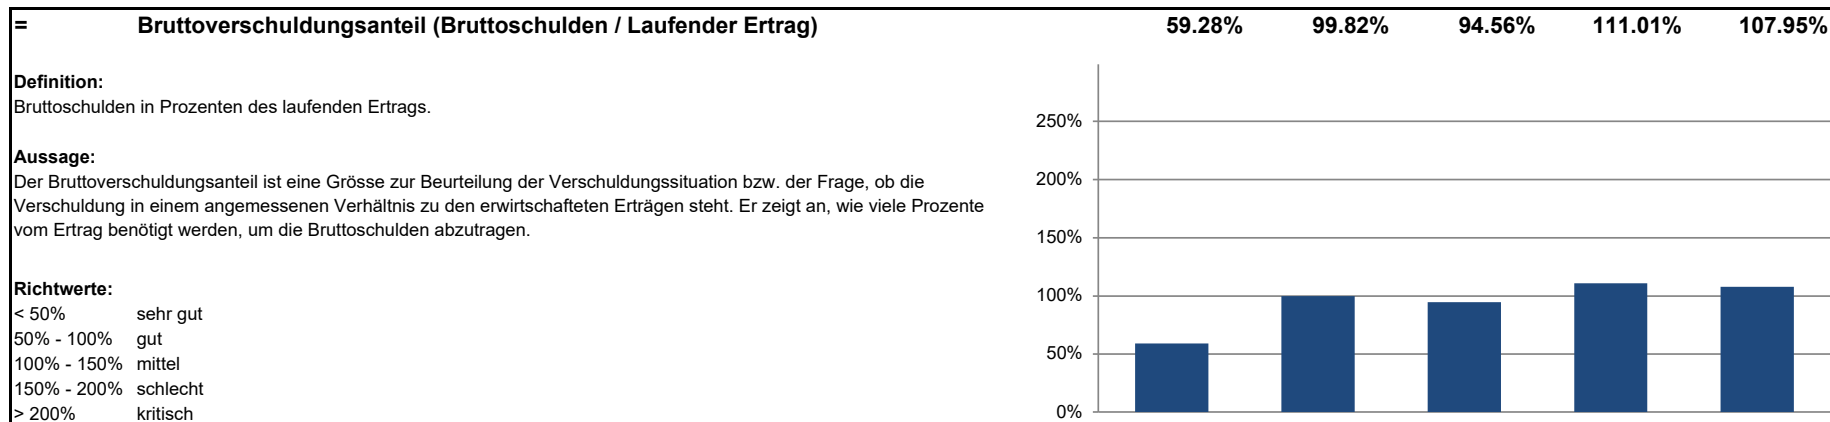 = Bruttoverschuldungsanteil (Bruttoschulden / Laufender Ertrag) 59.28% 99.82% 94.56% 111.01% 107.95%
Definition:
Bruttoschulden in Prozenten des laufenden Ertrags.
Aussage:
Der Bruttoverschuldungsanteil ist eine Grösse zur Beurteilung der Verschuldungssituation bzw. der Frage, ob die
Verschuldung in einem angemessenen Verhältnis zu den erwirtschafteten Erträgen steht. Er zeigt an, wie viele Prozente
vom Ertrag benötigt werden, um die Bruttoschulden abzutragen.
Richtwerte:
< 50% sehr gut
50% - 100% gut
100% - 150% mittel
150% - 200% schlecht
> 200% kritisch
250%
200%
150%
100%
50%
0%